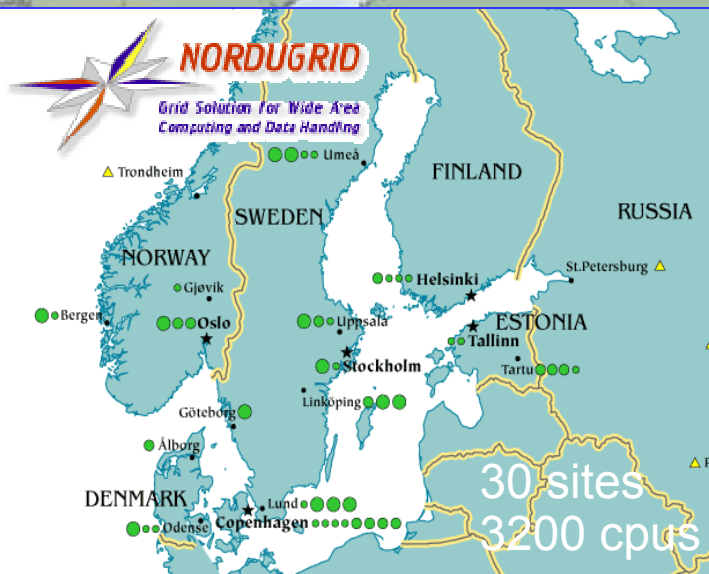 NORDUGRID
Grid Solution for Wide Area
Computing and Data Handling
Umeå
Trondheim
FINLAND
SWEDEN
RUSSIA
NORWAY
St.Petersburg
Gjøvik
Helsinki
Bergen
Oslo
Uppsala
ESTONIA
Tallinn
Stockholm
Tartu
Linköping
Göteborg
Ålborg
30 sites
DENMARK
Lund
Odense
Copenhagen
3200 cpus